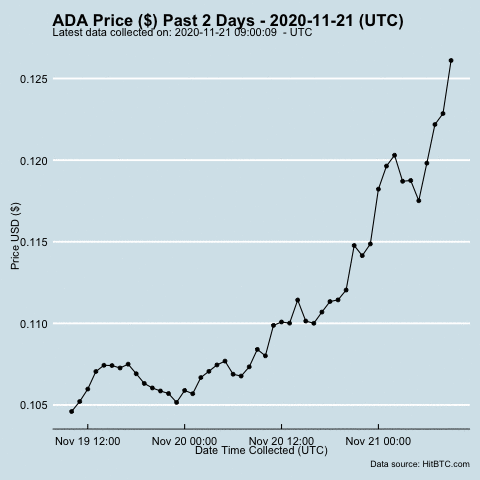 ADA Price ($) Past 2 Days - 2020-11-21 (UTC)
Latest data collected on: 2020-11-21 09:00:09  - UTC
0.125
0.120
0.115
0.110
0.105
Price USD ($)
Nov 19 12:00 Nov 20 00:00 Nov 20 12:00 Nov 21 00:00
Date Time Collected (UTC)
Data source: HitBTC.com